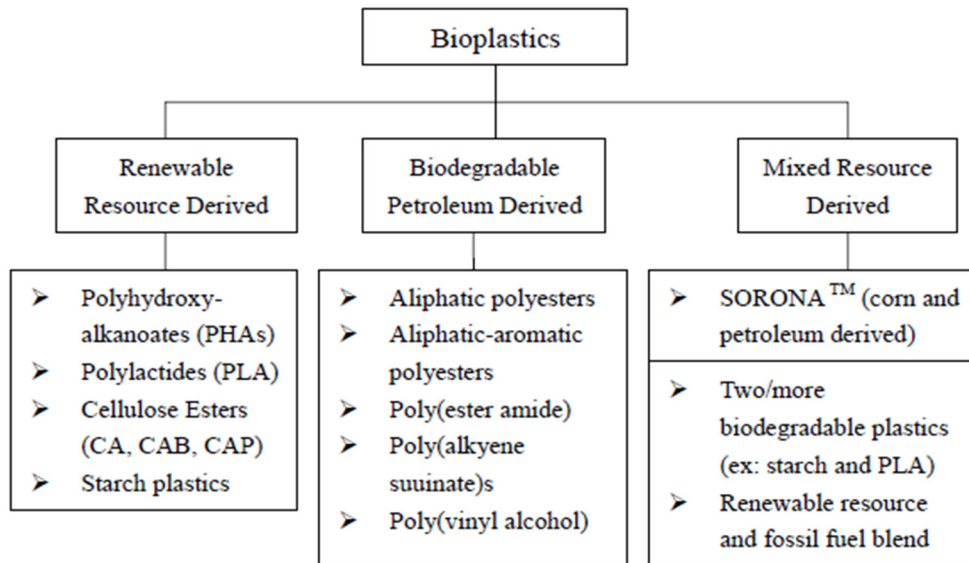 Bioplastics
Renewable
Resource Derived
Biodegradable
Petroleum Derived
Mixed Resource
Derived
➢ Polyhydroxy-
alkanoates (PHAs)
➢ Polylactides (PLA)
➢ Cellulose Esters
(CA, CAB, CAP)
➢ Starch plastics
➢ Aliphatic polyesters
➢ Aliphatic-aromatic
polyesters
➢ Poly(ester amide)
➢ Poly(alkyene
suuinate)s
➢ Poly(vinyl alcohol)
➢ SORONA TM (corn and
petroleum derived)
➢ Two/more
biodegradable plastics
(ex: starch and PLA)
➢ Renewable resource
and fossil fuel blend